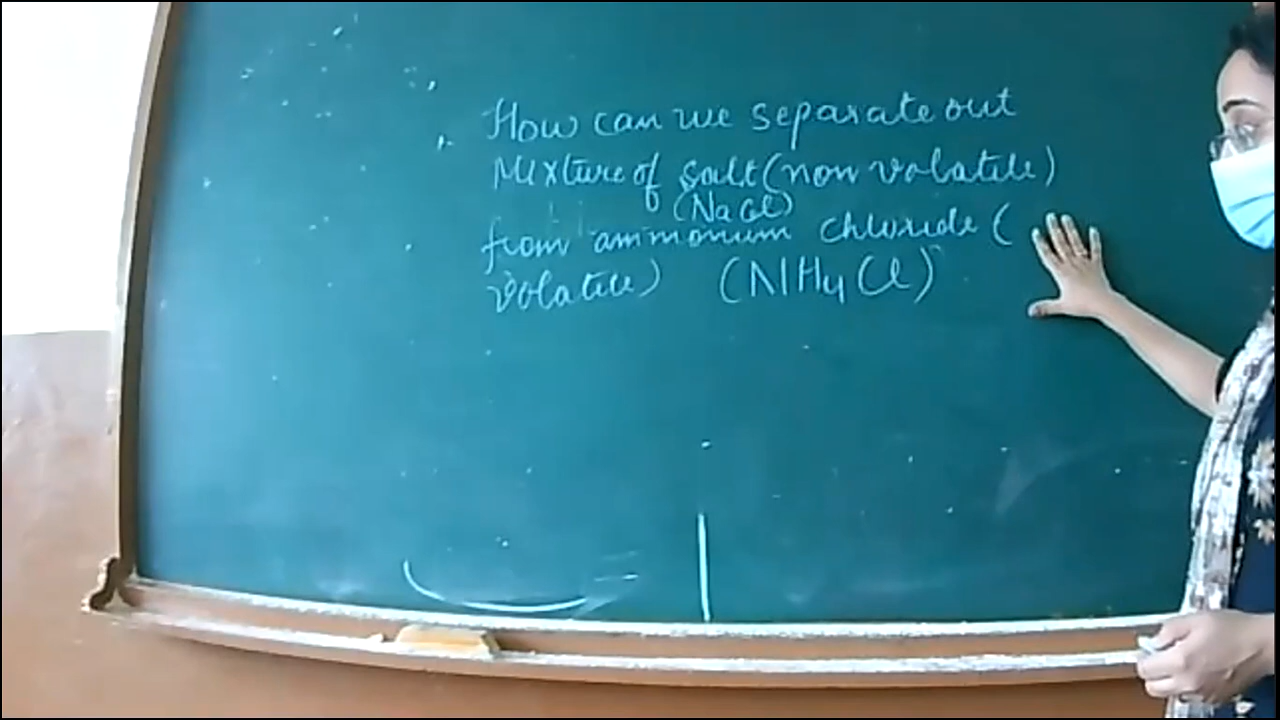 How can we separate out
Mixture of salt (non volatile)
(NaCl)
from ammonium chloride (
volatile) (NH4Cl)